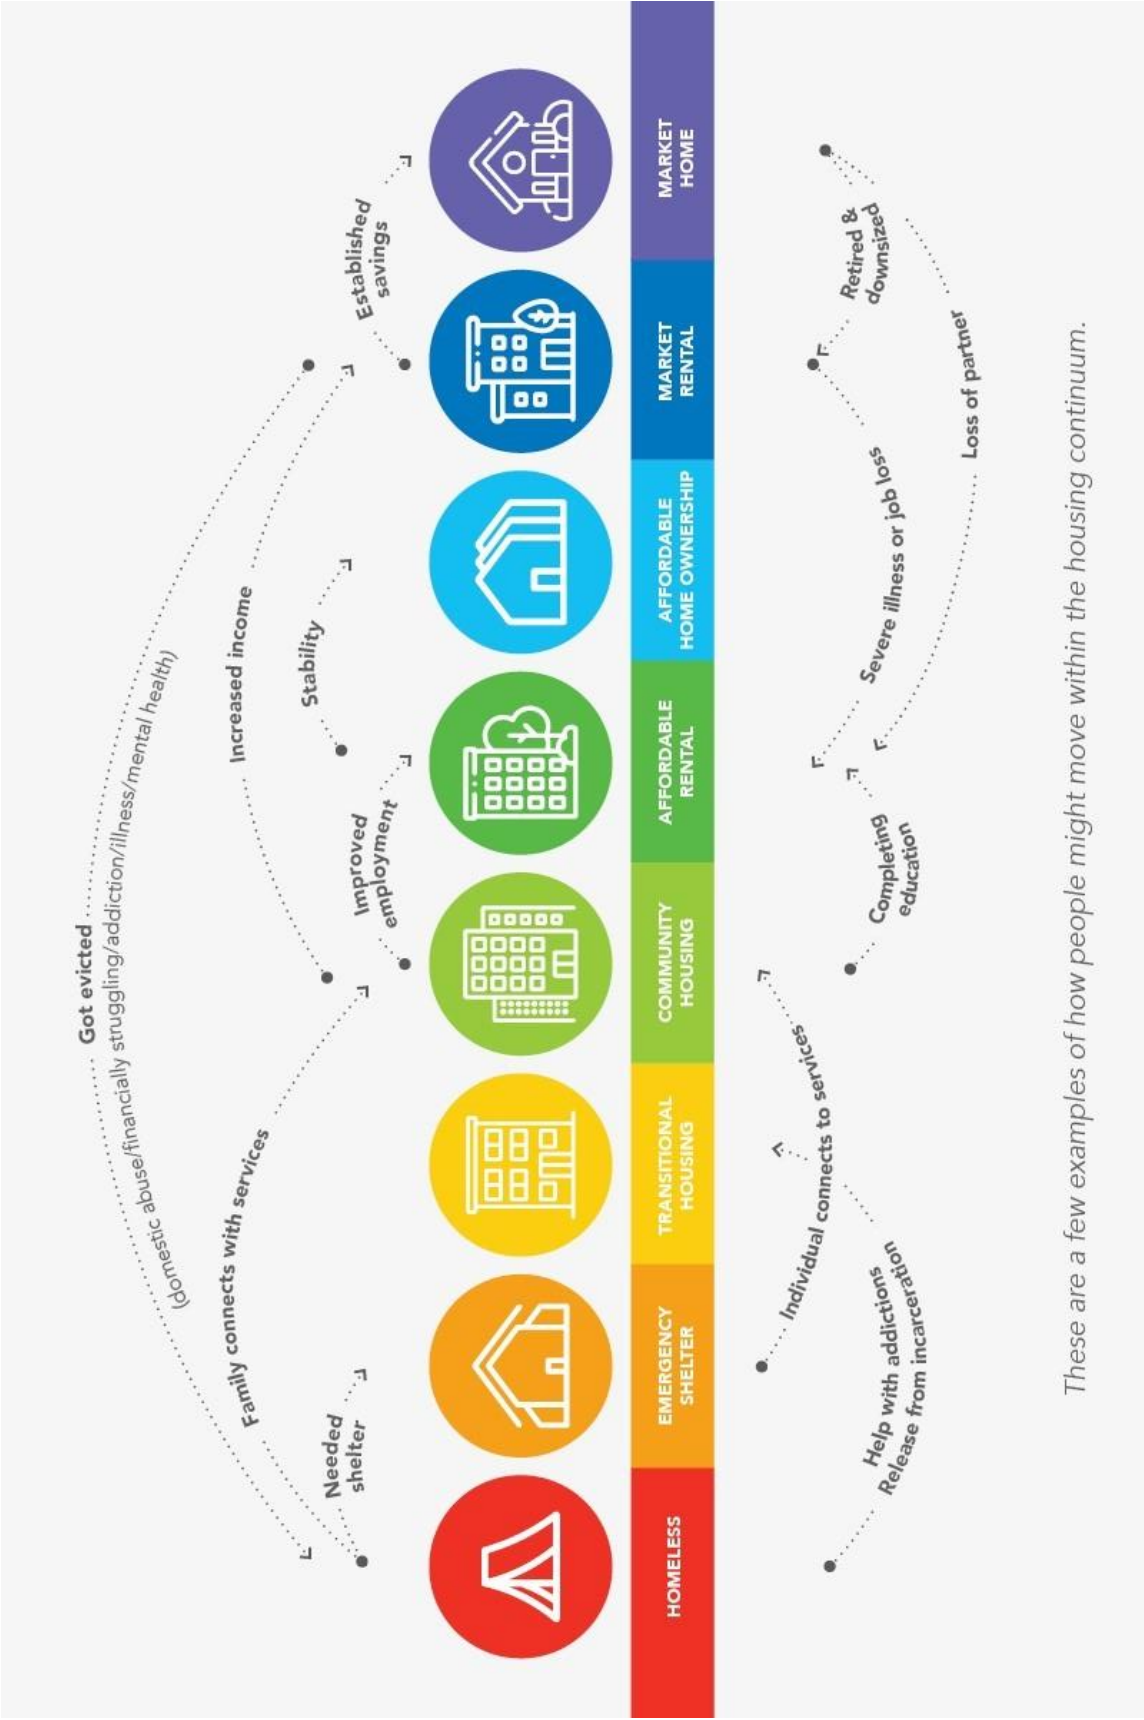 Got evicted
(domestic abuse/financially struggling/addiction/illness/mental health)
Family connects with services
Increased income
Needed
shelter
Improved
employment
Stability
Established
savings
HOMELESS
EMERGENCY
SHELTER
TRANSITIONAL
HOUSING
COMMUNITY
HOUSING
AFFORDABLE
RENTAL
AFFORDABLE
HOME OWNERSHIP
MARKET
RENTAL
MARKET
HOME
Individual connects to services
Help with addictions
Release from incarceration
Completing
education
Severe illness or job loss
Retired &
downsized
Loss of partner
These are a few examples of how people might move within the housing continuum.